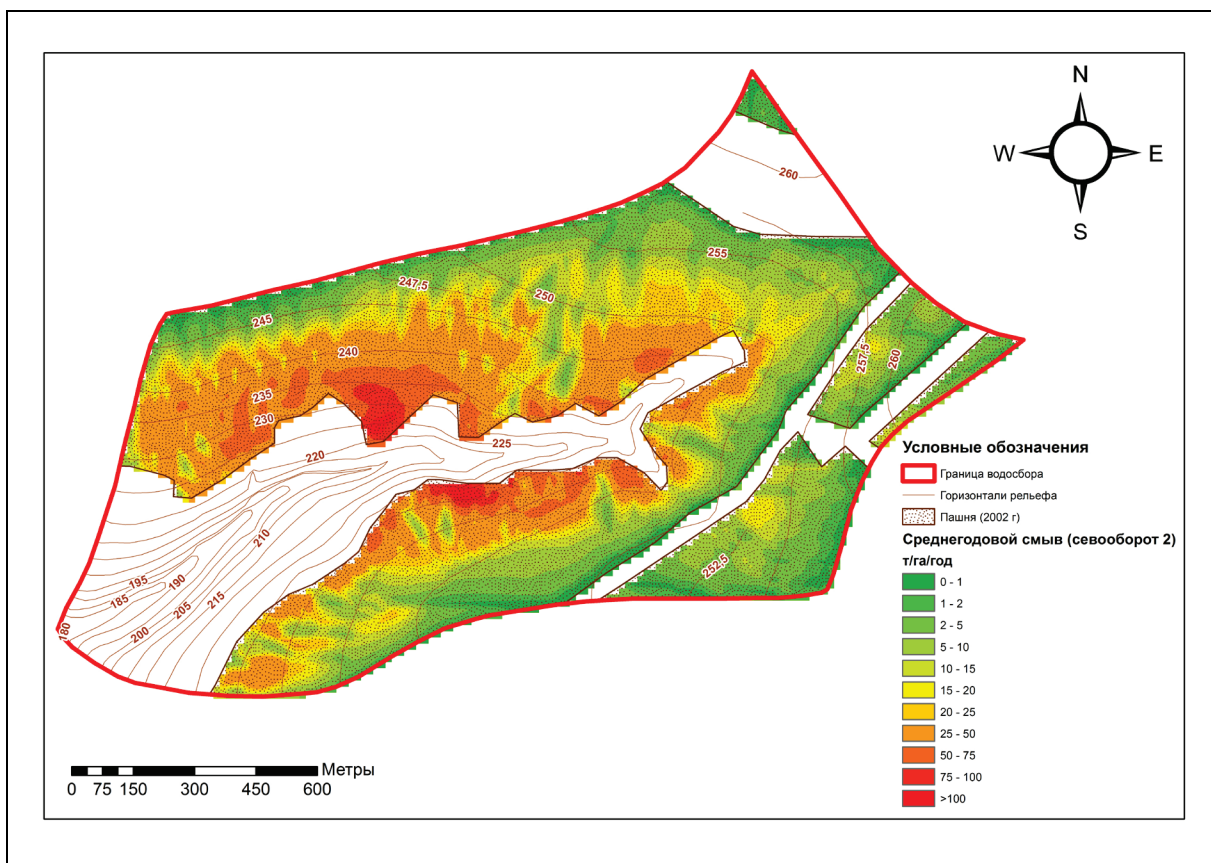 N
W E
S
260
255
247,5
250
245
240
257,5
260
235
230
225
220
210
252,5
195
190
185
205
215
200
180
Условные обозначения
Граница водосбора
Горизонтали рельефа
Пашня (2002 г)
Среднегодовой смыв (севооборот 2)
т/га/год
0 - 1
1 - 2
2 - 5
5 - 10
10 - 15
15 - 20
20 - 25
25 - 50
50 - 75
75 - 100
>100
Метры
0 75 150 300 450 600